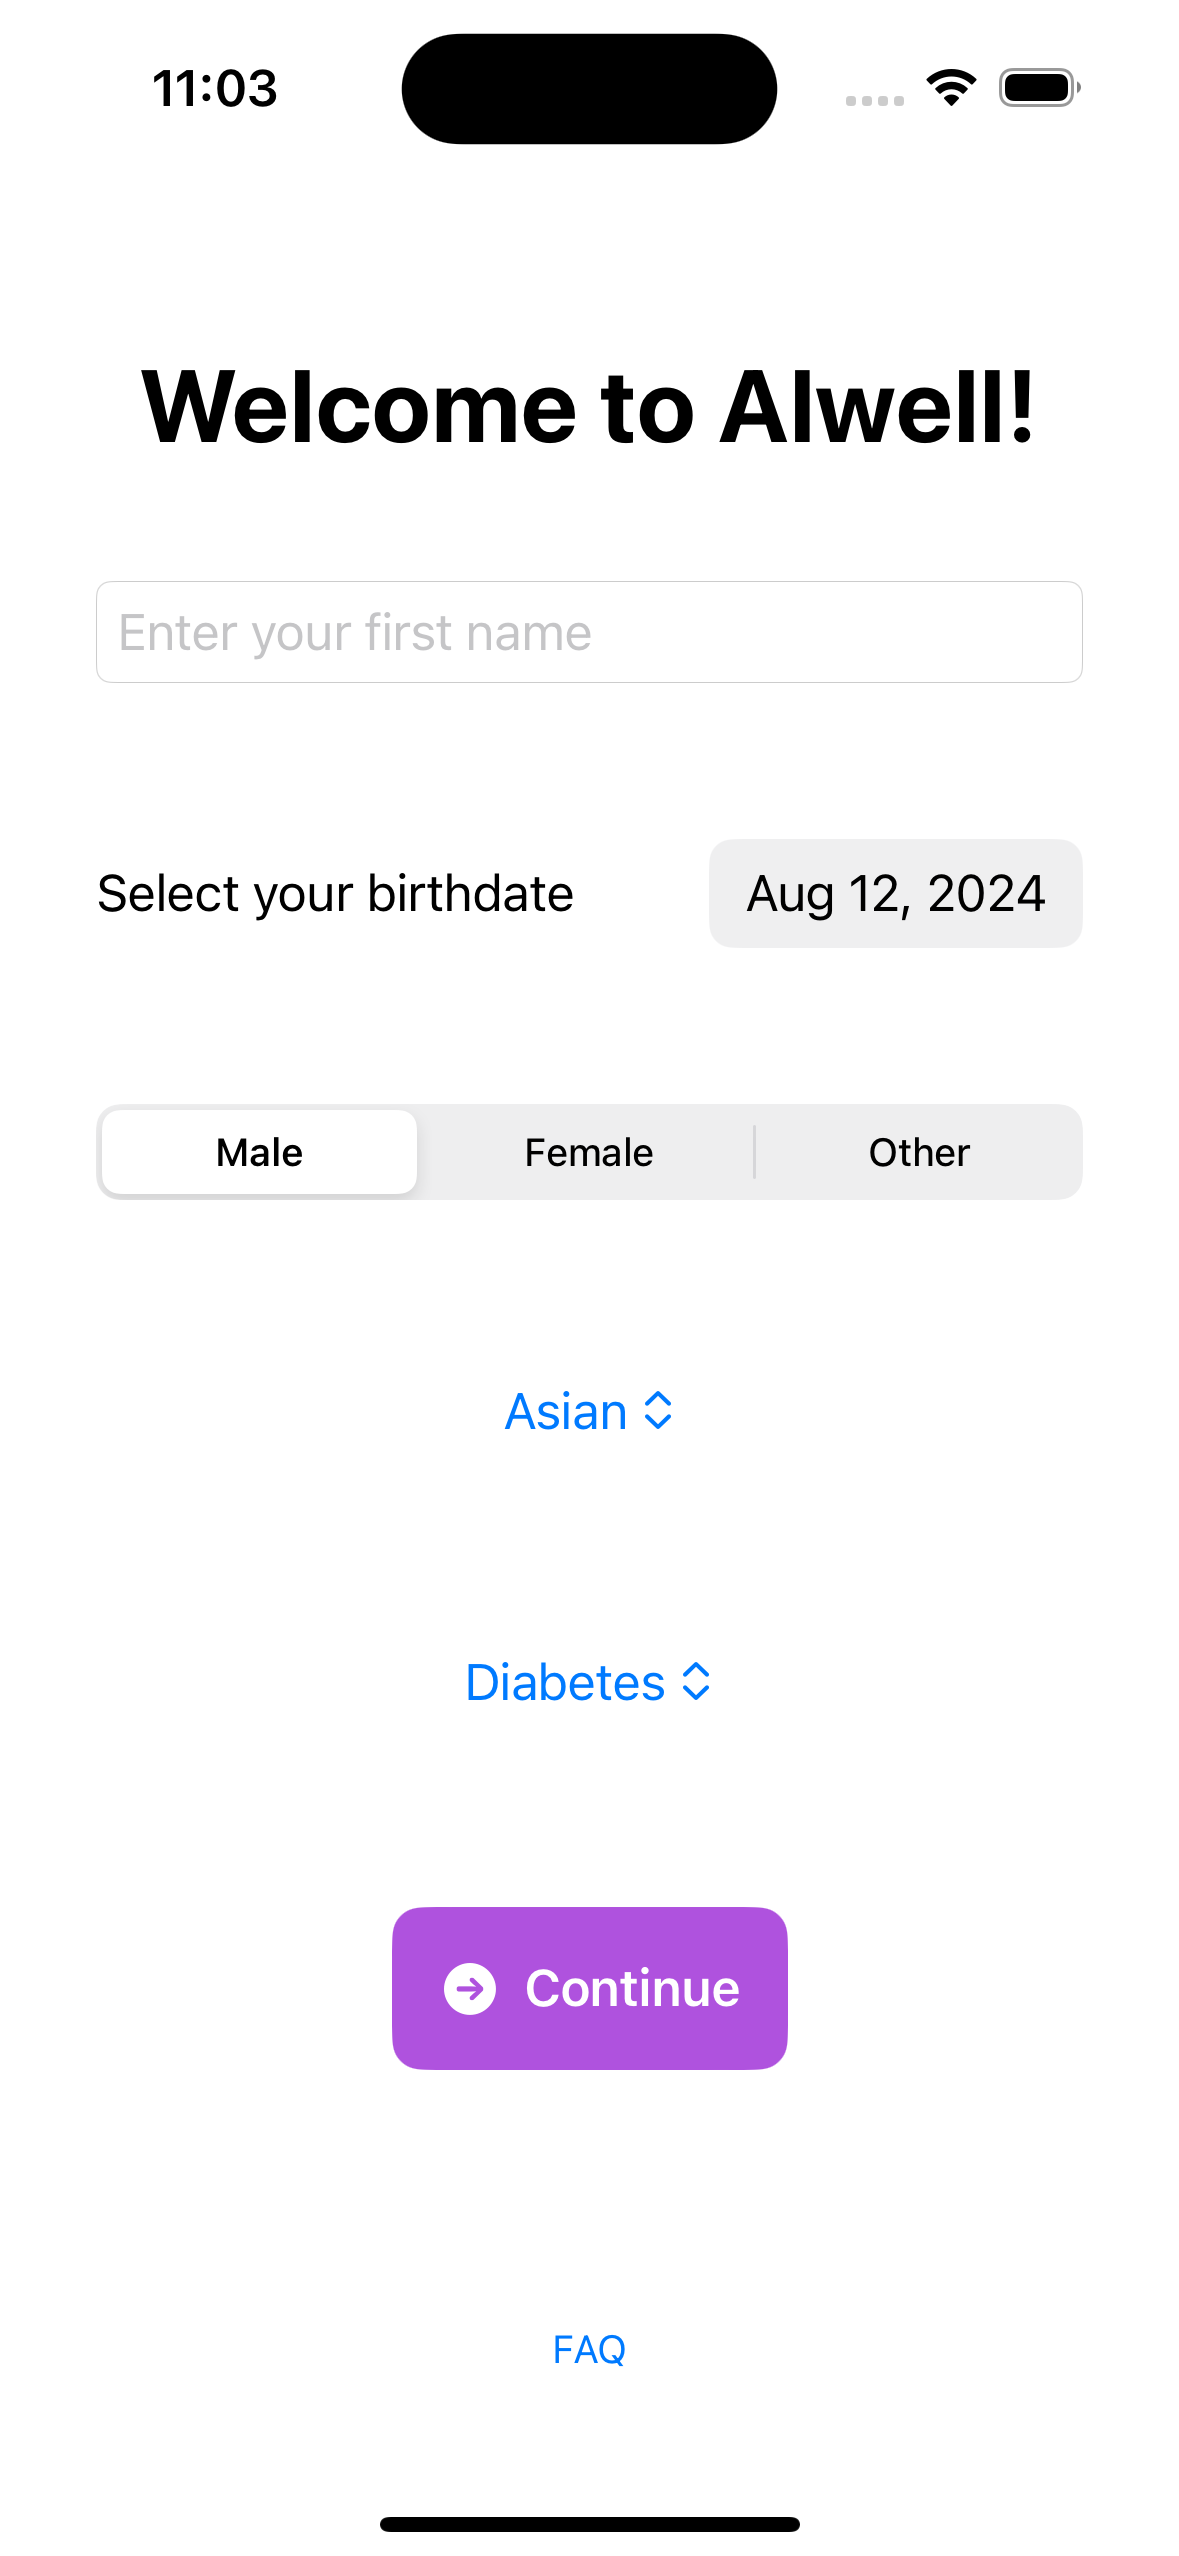 11:03
Welcome to Alwell!
Enter your first name
Select your birthdate Aug 12, 2024
Male Female Other
Asian
Diabetes
Continue
FAQ